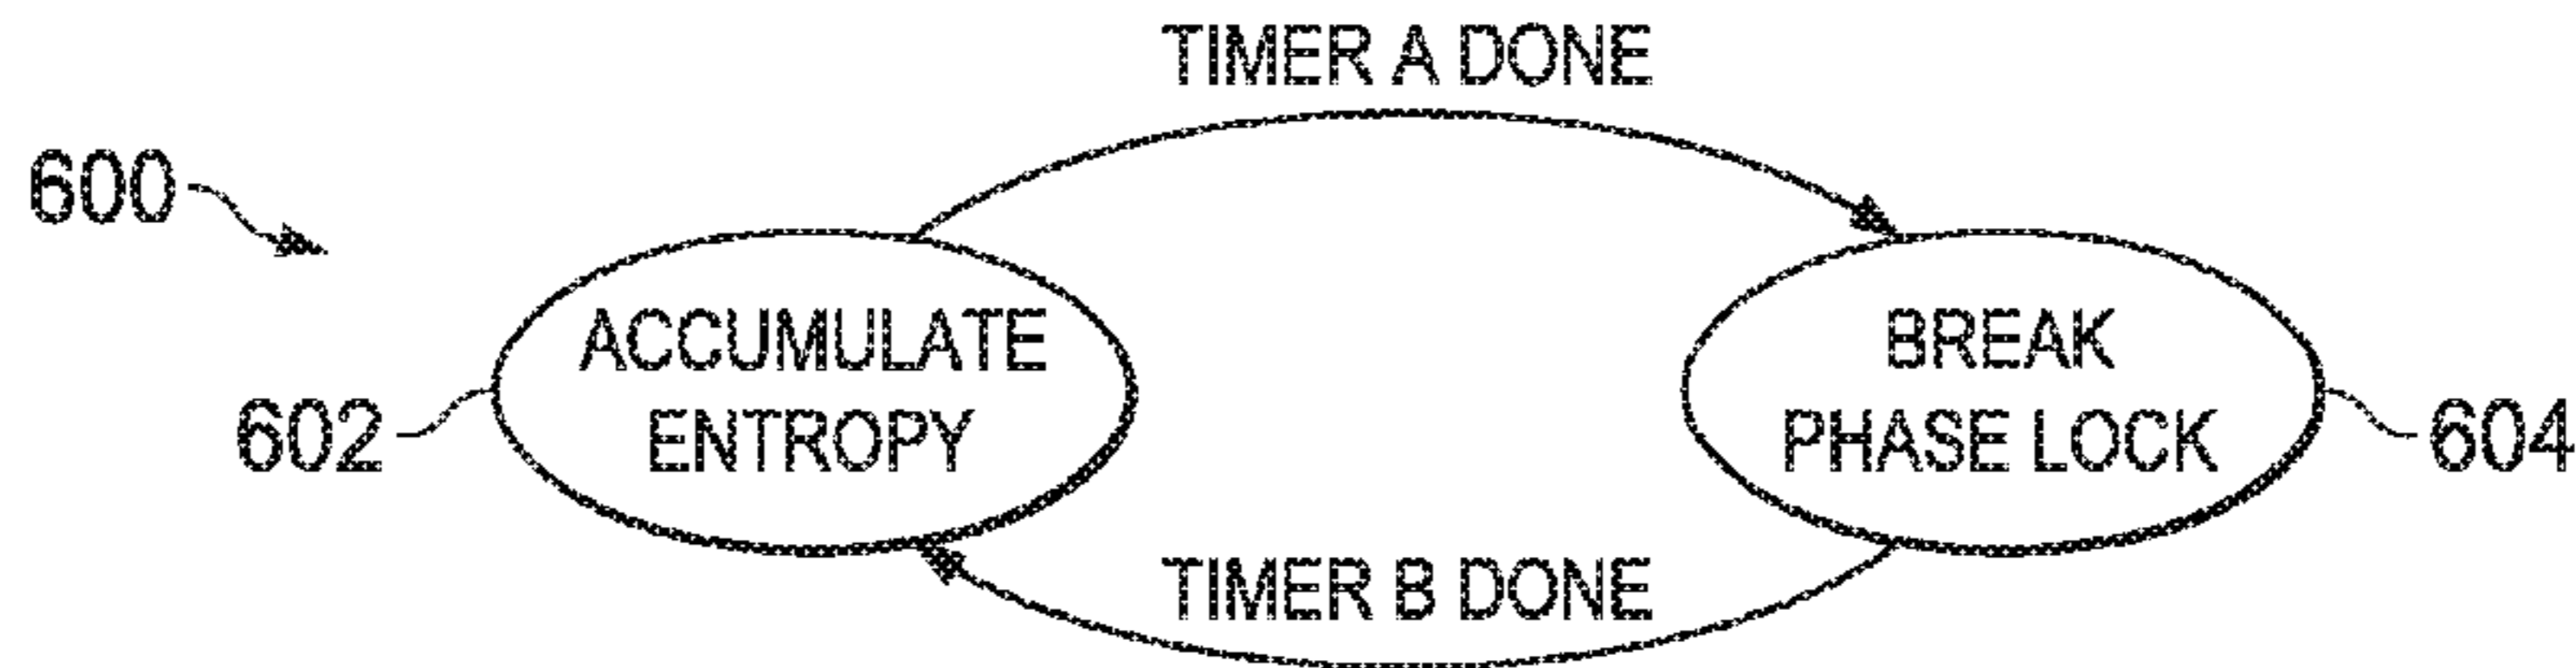 TIMER A DONE
600
ACCUMULATE
ENTROPY
602
BREAK
PHASE LOCK
604
TIMER B DONE